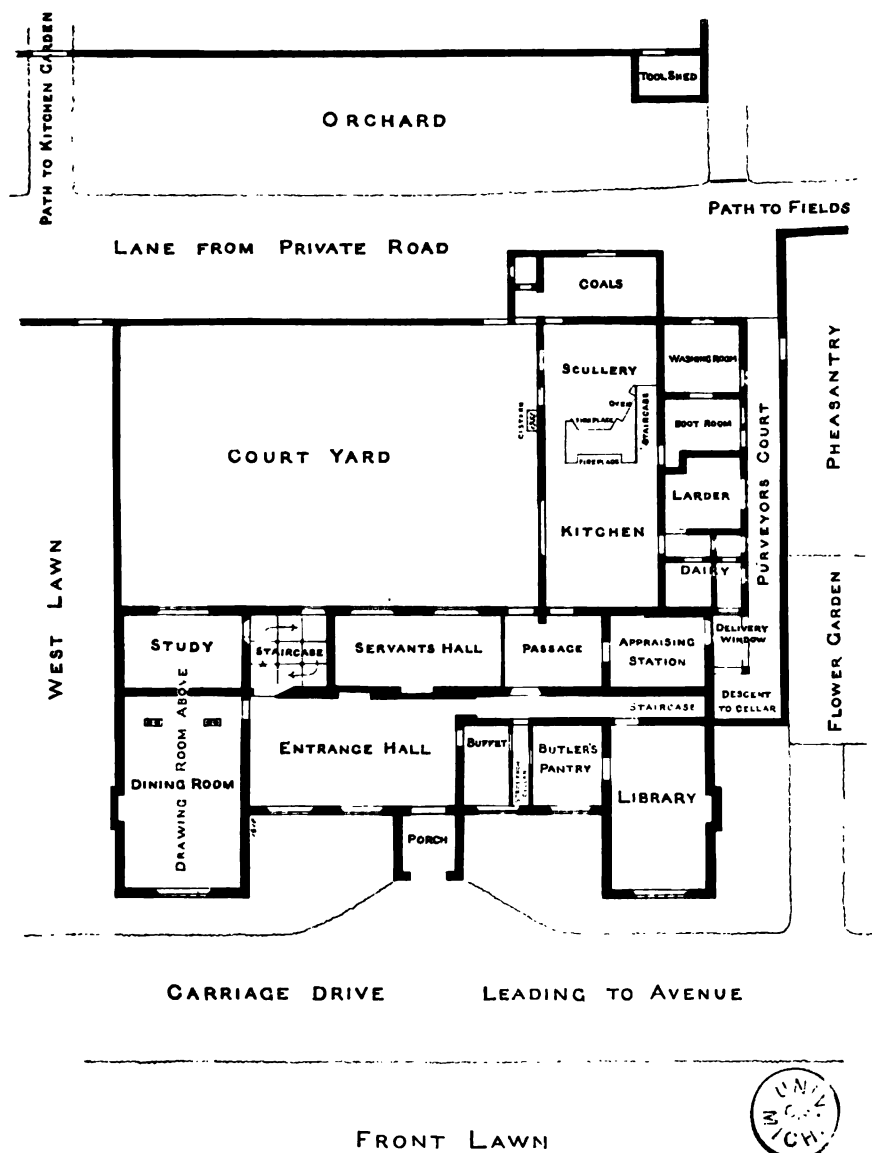 PATH TO KITCHEN GARDEN
TOOL SHED
ORCHARD
PATH TO FIELDS
LANE FROM PRIVATE ROAD
COALS
PHEASANTRY
SCULLERY
WASHING ROOM
OVEN
STAIRCASE
FIREPLACE
CISTERN
BOOT ROOM
COURT YARD
FIREPLACE
LARDER
PURVEYORS COURT
KITCHEN
DAIRY
WEST LAWN
STUDY
STAIRCASE
SERVANTS HALL
PASSAGE
APPRAISING
STATION
DELIVERY
WINDOW
FLOWER GARDEN
DESCENT
TO CELLAR
STAIRCASE
DRAWING ROOM ABOVE
ENTRANCE HALL
BUFFET
BUTLER'S
PANTRY
DINING ROOM
LIBRARY
PORCH
CARRIAGE DRIVE
LEADING TO AVENUE
FRONT LAWN
UNIV.
OF
MICH.